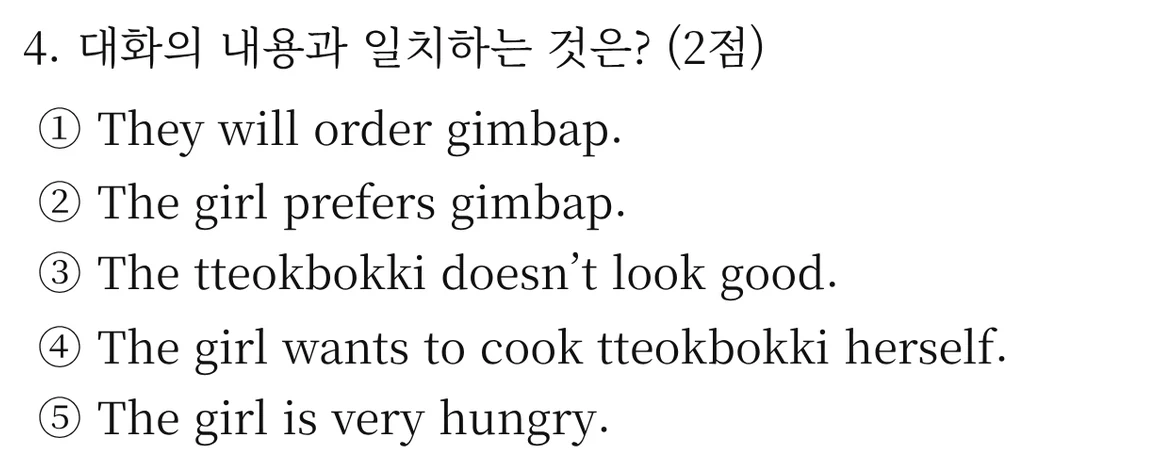 4. 대화의 내용과 일치하는 것은? (2점)
① They will order gimbap.
② The girl prefers gimbap.
③ The tteokbokki doesn’t look good.
④ The girl wants to cook tteokbokki herself.
⑤ The girl is very hungry.